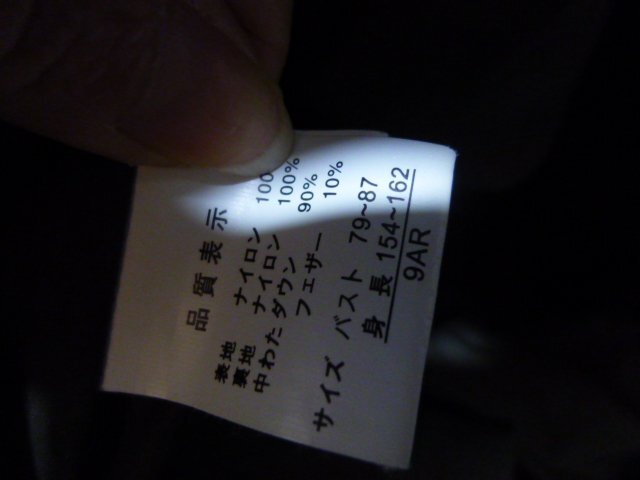 品質表示
表地 ナイロン 100
裏地 ナイロン 100%
中わた ダウン 90%
フェザー 10%
サイズ バスト 79~87
身長 154~162
9AR